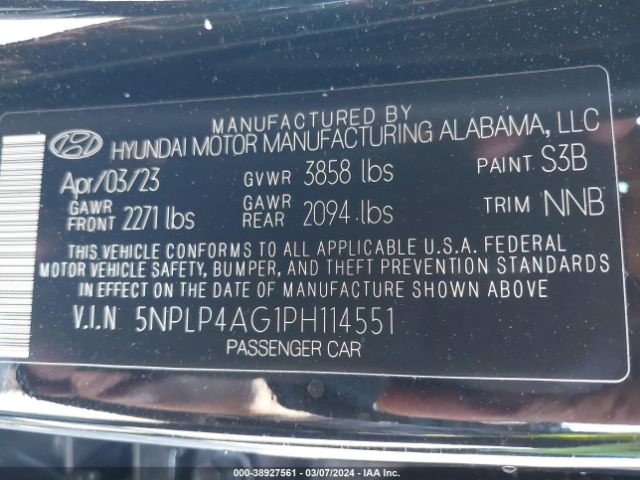 MANUFACTURED BY
HYUNDAI MOTOR MANUFACTURING ALABAMA, LLC
Apr/03/23 GVWR 3858 lbs PAINT S3B
GAWR FRONT 2271 lbs GAWR REAR 2094 lbs TRIM NNB
THIS VEHICLE CONFORMS TO ALL APPLICABLE U.S.A. FEDERAL
MOTOR VEHICLE SAFETY, BUMPER, AND THEFT PREVENTION STANDARDS
IN EFFECT ON THE DATE OF MANUFACTURE SHOWN ABOVE
V.I.N 5NPLP4AG1PH114551
PASSENGER CAR
000-38927561 — 03/07/2024 — IAA Inc.